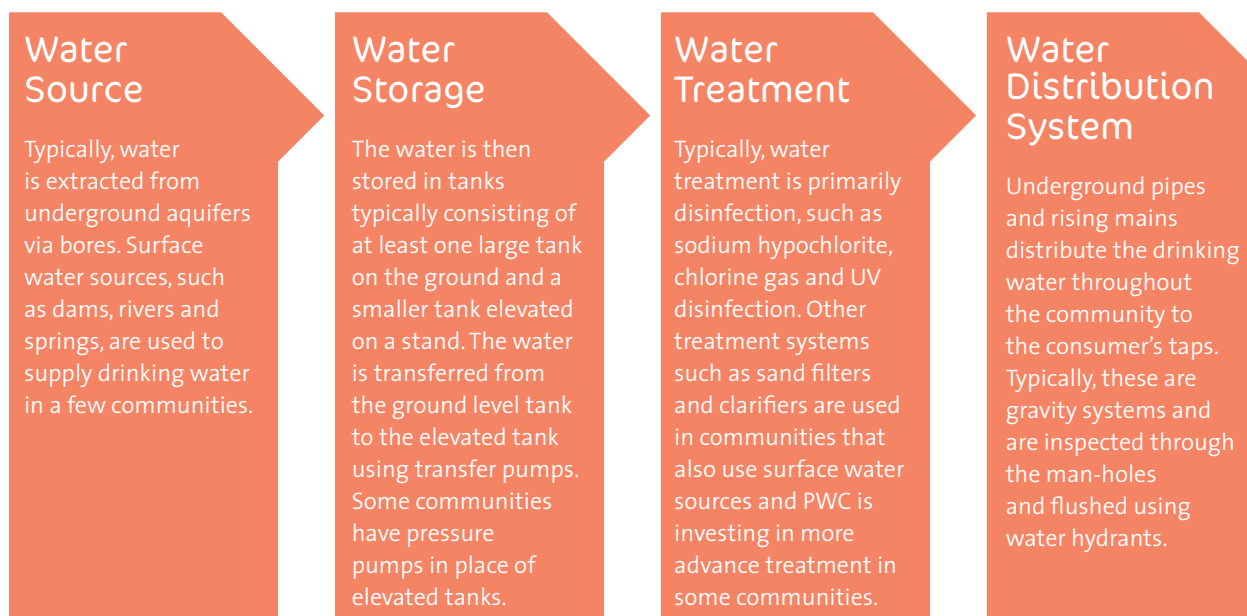 Water
Source
Typically, water
is extracted from
underground aquifers
via bores. Surface
water sources, such
as dams, rivers and
springs, are used to
supply drinking water
in a few communities.
Water
Storage
The water is then
stored in tanks
typically consisting of
at least one large tank
on the ground and a
smaller tank elevated
on a stand. The water
is transferred from
the ground level tank
to the elevated tank
using transfer pumps.
Some communities
have pressure
pumps in place of
elevated tanks.
Water
Treatment
Typically, water
treatment is primarily
disinfection, such as
sodium hypochlorite,
chlorine gas and UV
disinfection. Other
treatment systems
such as sand filters
and clarifiers are used
in communities that
also use surface water
sources and PWC is
investing in more
advance treatment in
some communities.
Water
Distribution
System
Underground pipes
and rising mains
distribute the drinking
water throughout
the community to
the consumer’s taps.
Typically, these are
gravity systems and
are inspected through
the man-holes
and flushed using
water hydrants.